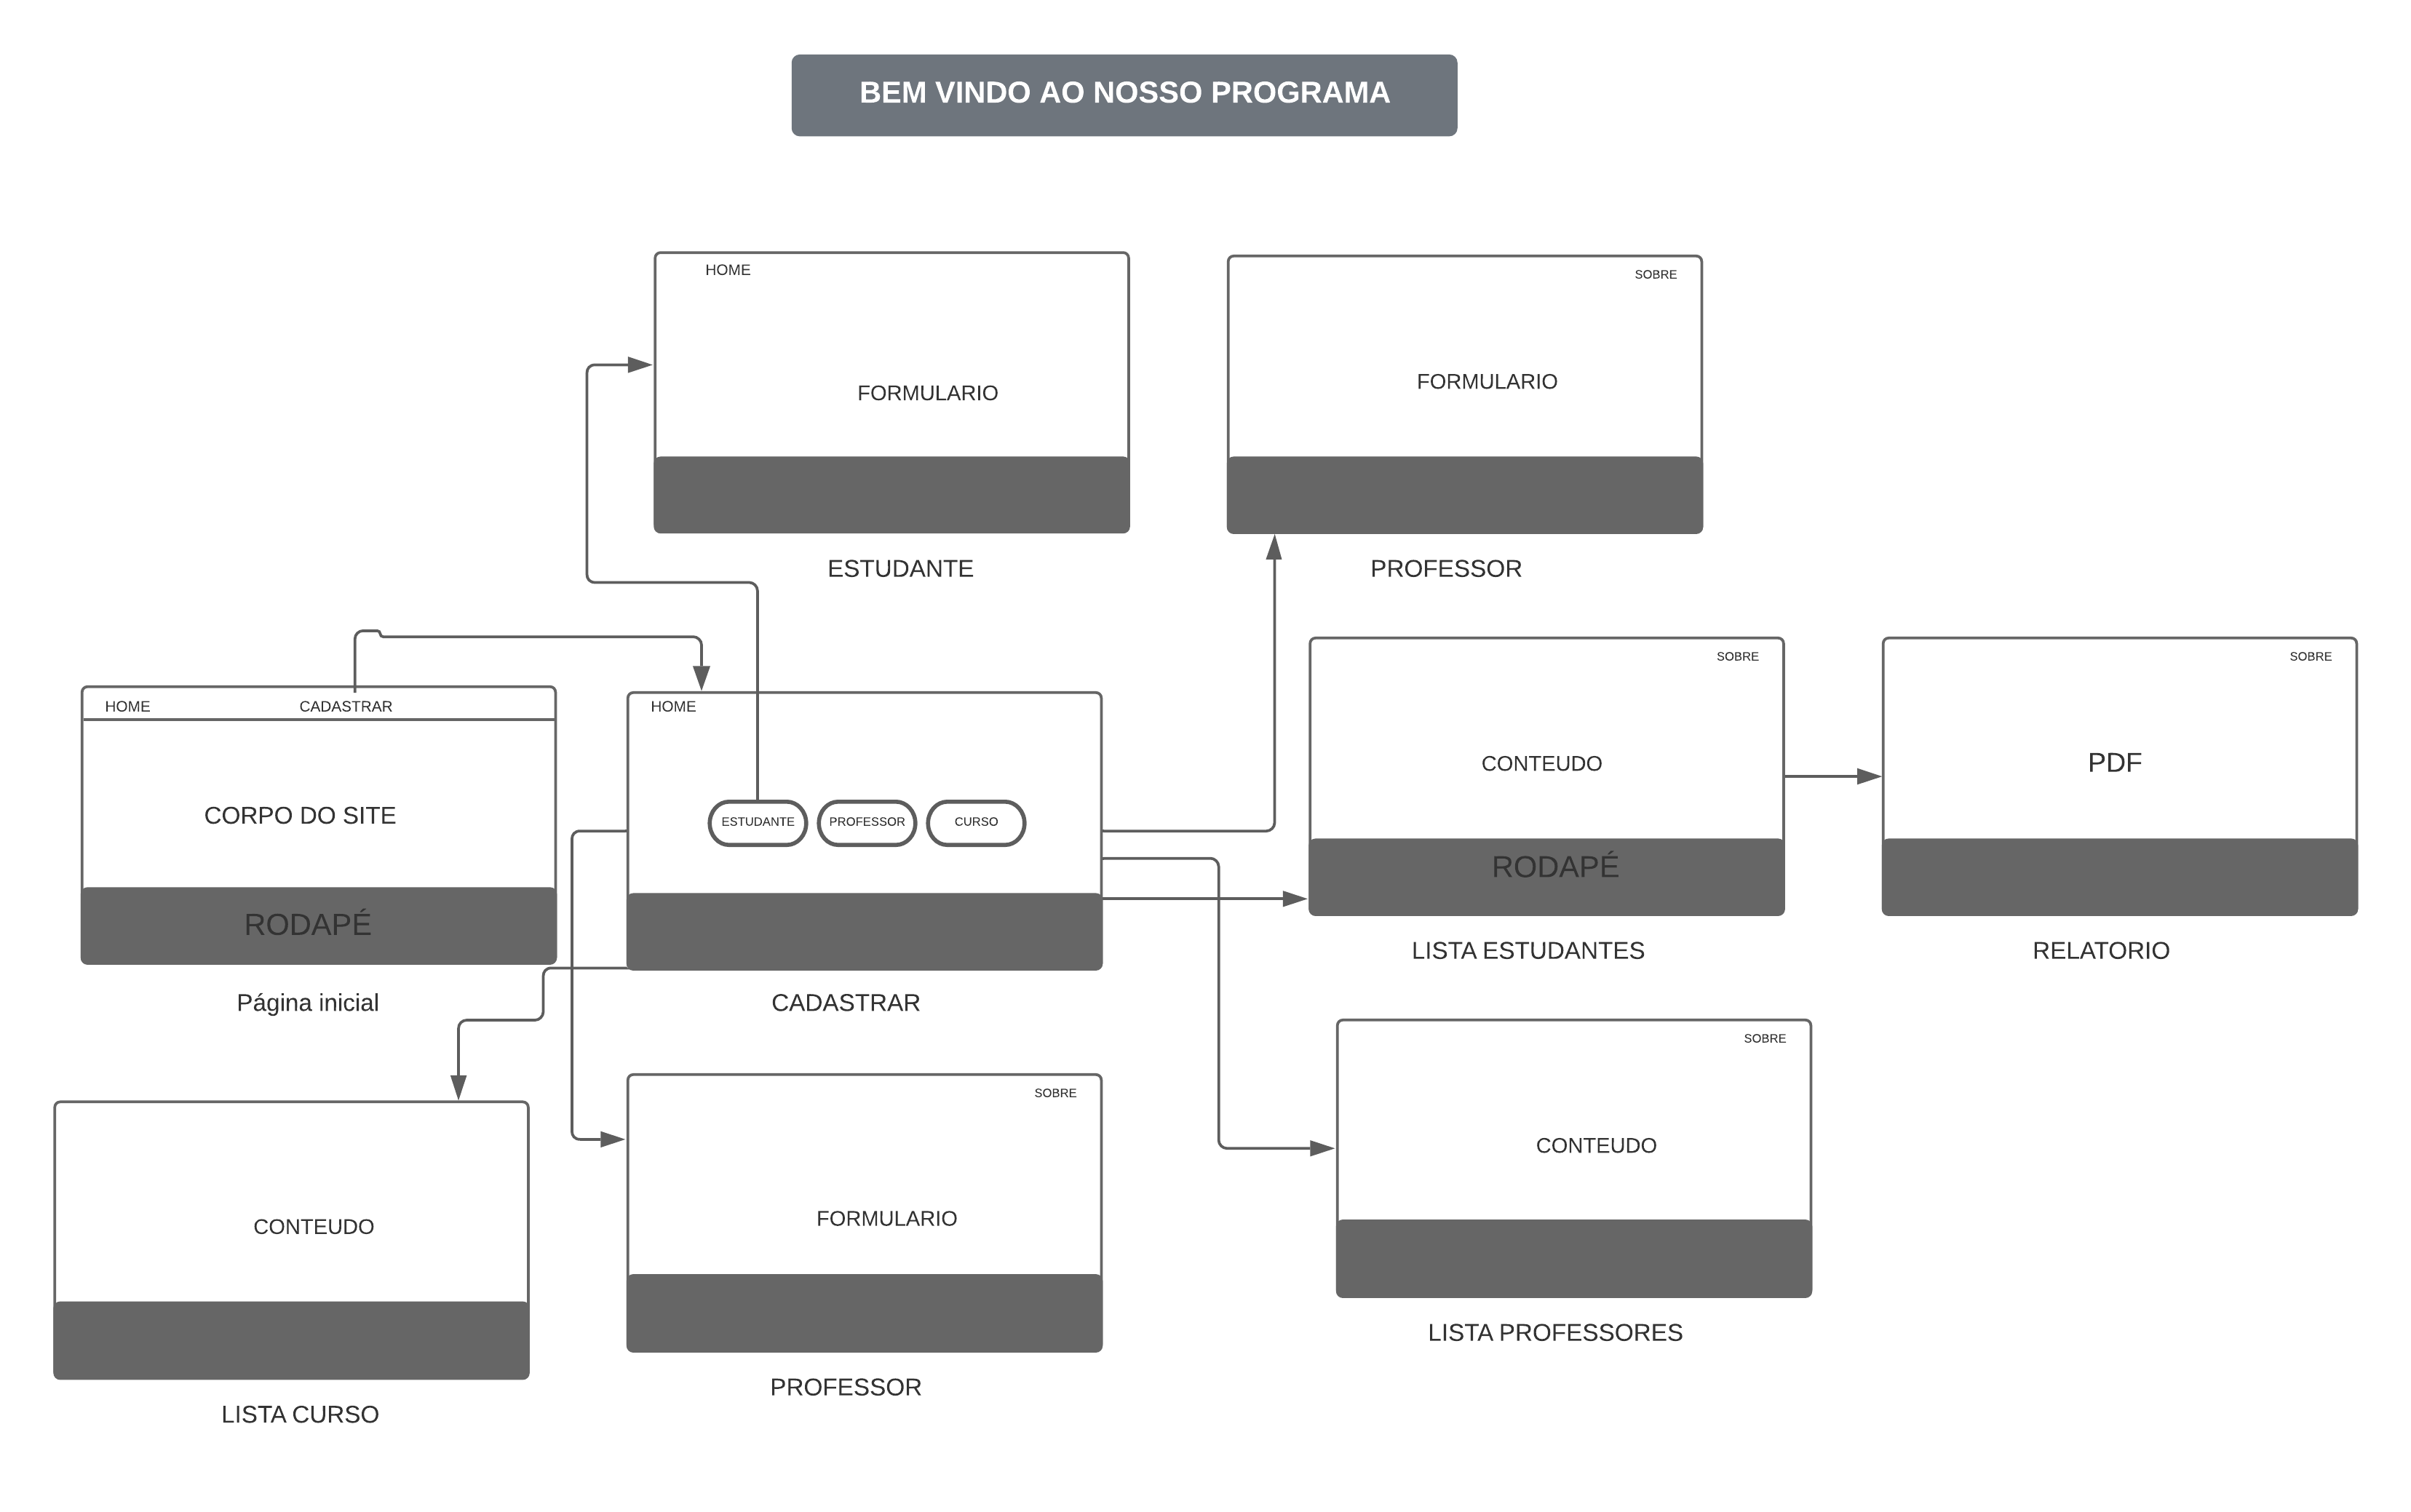 BEM VINDO AO NOSSO PROGRAMA
HOME
FORMULARIO
ESTUDANTE
SOBRE
FORMULARIO
PROFESSOR
HOME CADASTRAR
CORPO DO SITE
RODAPÉ
Página inicial
HOME
ESTUDANTE PROFESSOR CURSO
CADASTRAR
SOBRE
CONTEUDO
RODAPÉ
LISTA ESTUDANTES
SOBRE
PDF
RELATORIO
CONTEUDO
LISTA CURSO
SOBRE
FORMULARIO
PROFESSOR
SOBRE
CONTEUDO
LISTA PROFESSORES